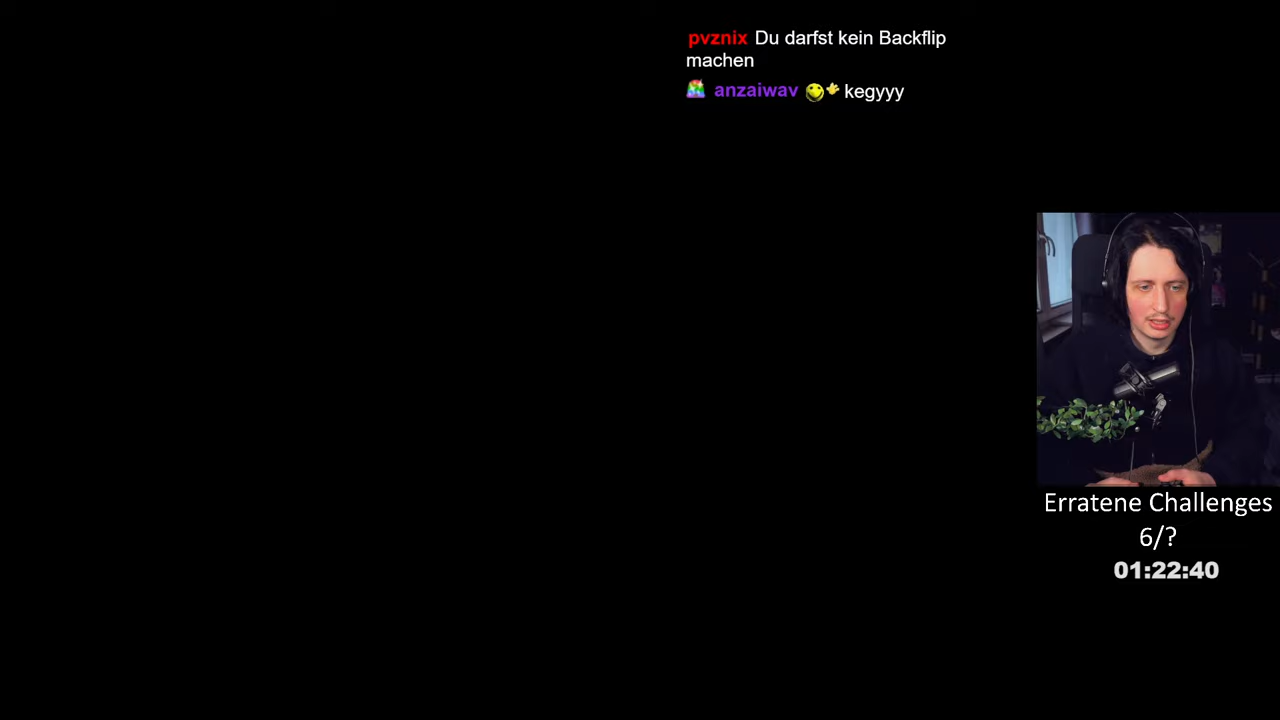 pvznix Du darfst kein Backflip
machen
anzaiwav kegyyy
Erratene Challenges
6/?
01:22:40